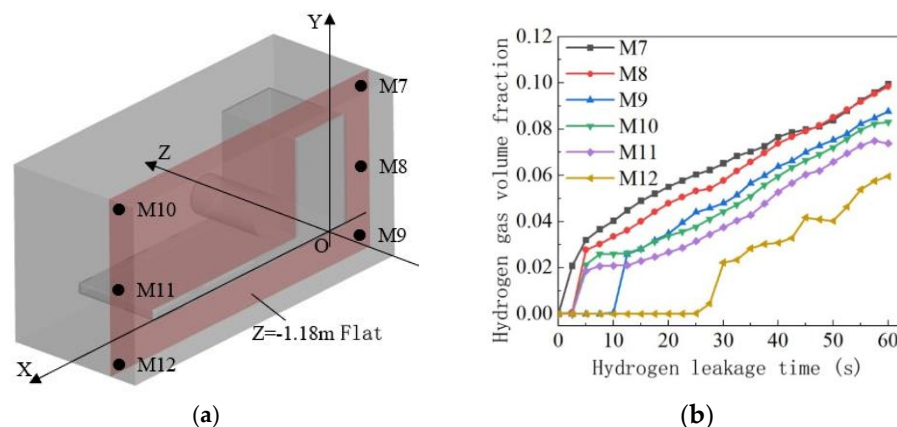 Y
M7
Z
M8
M10
O
M9
M11
Z=-1.18m Flat
X
M12
(a)
Hydrogen gas volume fraction
0.12
0.10
0.08
0.06
0.04
0.02
0.00
M7
M8
M9
M10
M11
M12
0 10 20 30 40 50 60
Hydrogen leakage time (s)
(b)